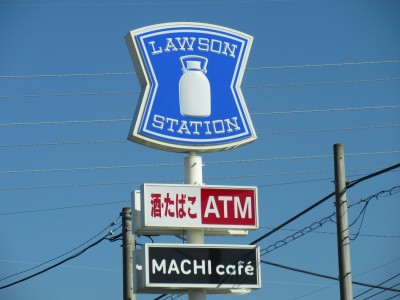 LAWSON
STATION
酒・たばこ ATM
MACHI café